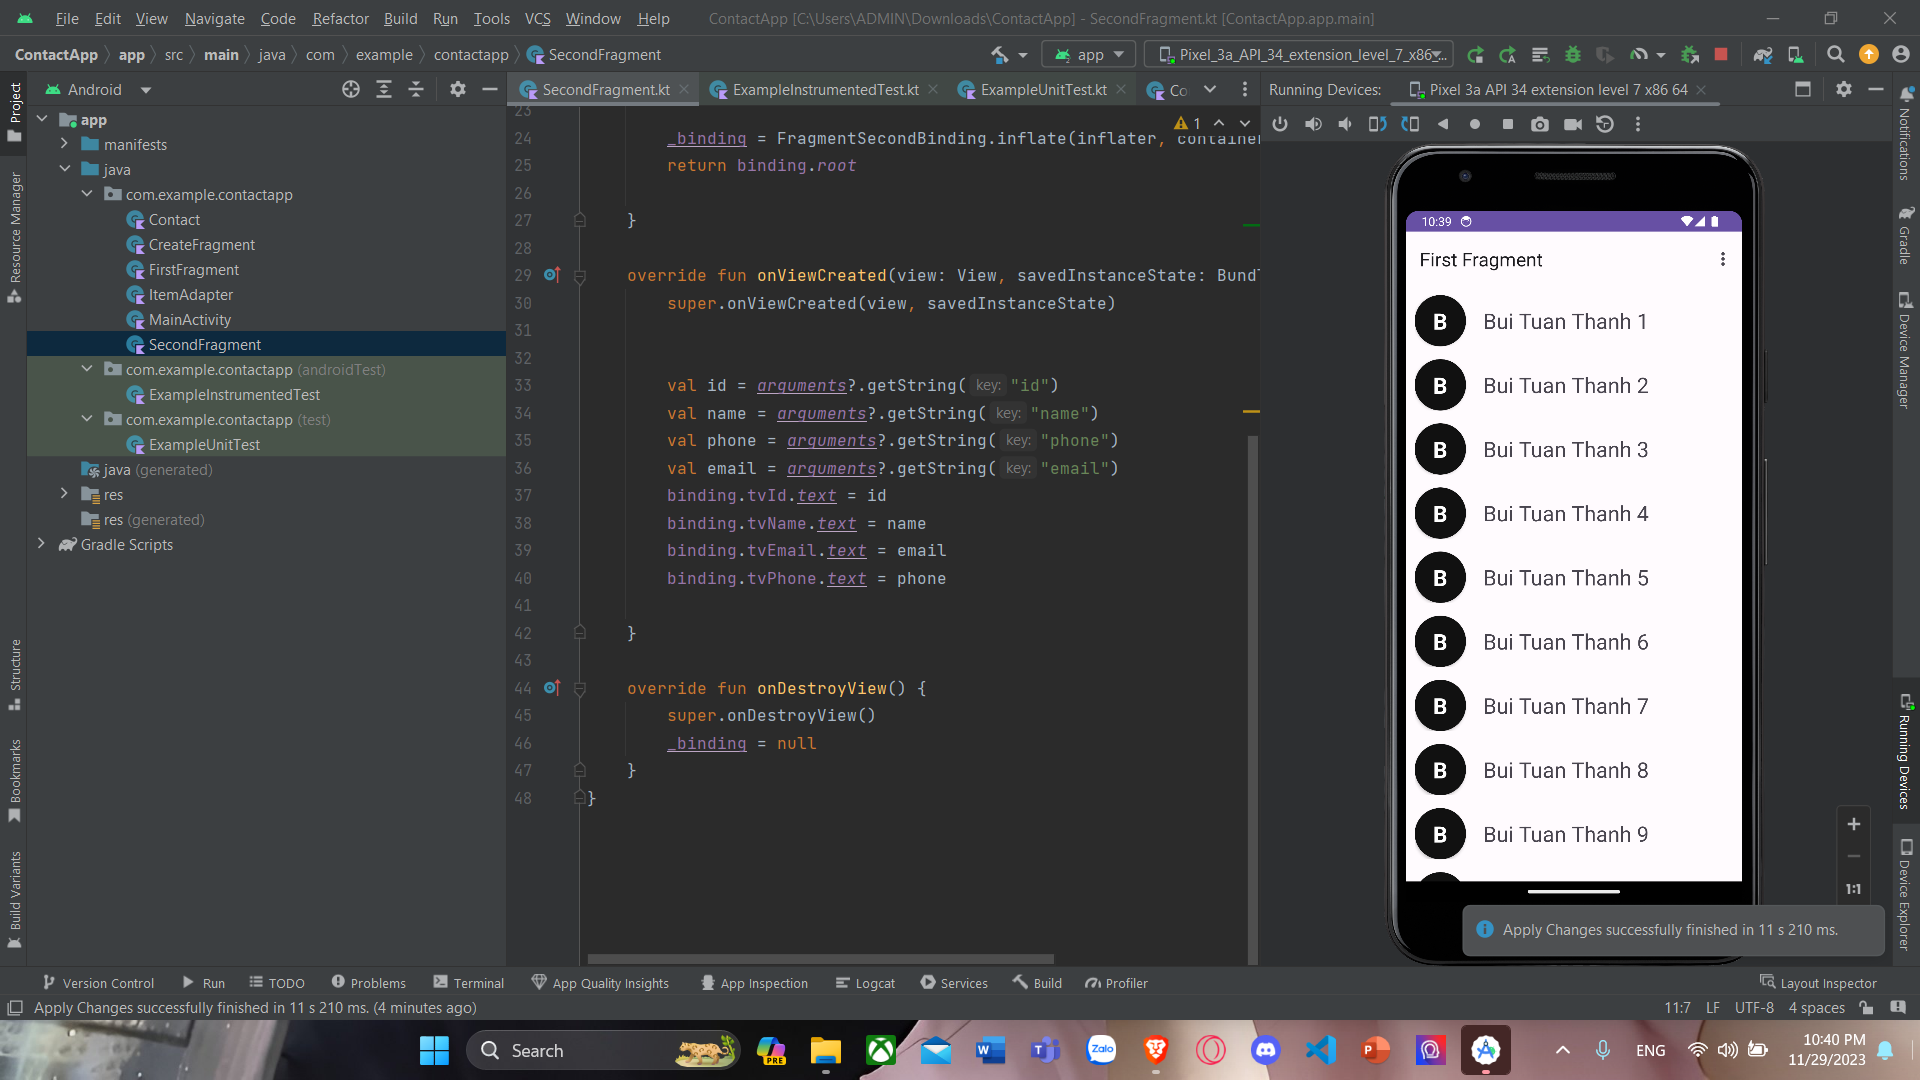 File Edit View Navigate Code Refactor Build Run Tools VCS Window Help ContactApp [C:\Users\ADMIN\Downloads\ContactApp] - SecondFragment.kt [ContactApp.app.main]
ContactApp app src main java com example contactapp SecondFragment app Pixel_3a_API_34_extension_level_7_x86_...
Project
Android
SecondFragment.kt ExampleInstrumentedTest.kt ExampleUnitTest.kt Co
Running Devices: Pixel 3a API 34 extension level 7 x86 64
app
manifests
java
com.example.contactapp
Contact
CreateFragment
FirstFragment
ItemAdapter
MainActivity
SecondFragment
com.example.contactapp (androidTest)
ExampleInstrumentedTest
com.example.contactapp (test)
ExampleUnitTest
java (generated)
res
res (generated)
Gradle Scripts
Resource Manager
Structure
Bookmarks
Build Variants
1
23
24 _binding = FragmentSecondBinding.inflate(inflater, container
25 return binding.root
26
27 }
28
29 override fun onViewCreated(view: View, savedInstanceState: Bundl
30 super.onViewCreated(view, savedInstanceState)
31
32
33 val id = arguments?.getString( key: "id")
34 val name = arguments?.getString( key: "name")
35 val phone = arguments?.getString( key: "phone")
36 val email = arguments?.getString( key: "email")
37 binding.tvId.text = id
38 binding.tvName.text = name
39 binding.tvEmail.text = email
40 binding.tvPhone.text = phone
41
42 }
43
44 override fun onDestroyView() {
45 super.onDestroyView()
46 _binding = null
47 }
48 }
10:39
First Fragment
B Bui Tuan Thanh 1
B Bui Tuan Thanh 2
B Bui Tuan Thanh 3
B Bui Tuan Thanh 4
B Bui Tuan Thanh 5
B Bui Tuan Thanh 6
B Bui Tuan Thanh 7
B Bui Tuan Thanh 8
B Bui Tuan Thanh 9
1:1
Apply Changes successfully finished in 11 s 210 ms.
Notifications
Gradle
Device Manager
Running Devices
Device Explorer
Version Control Run TODO Problems Terminal App Quality Insights App Inspection Logcat Services Build Profiler Layout Inspector
Apply Changes successfully finished in 11 s 210 ms. (4 minutes ago) 11:7 LF UTF-8 4 spaces
Search PRE W Zalo P ENG 10:40 PM
11/29/2023